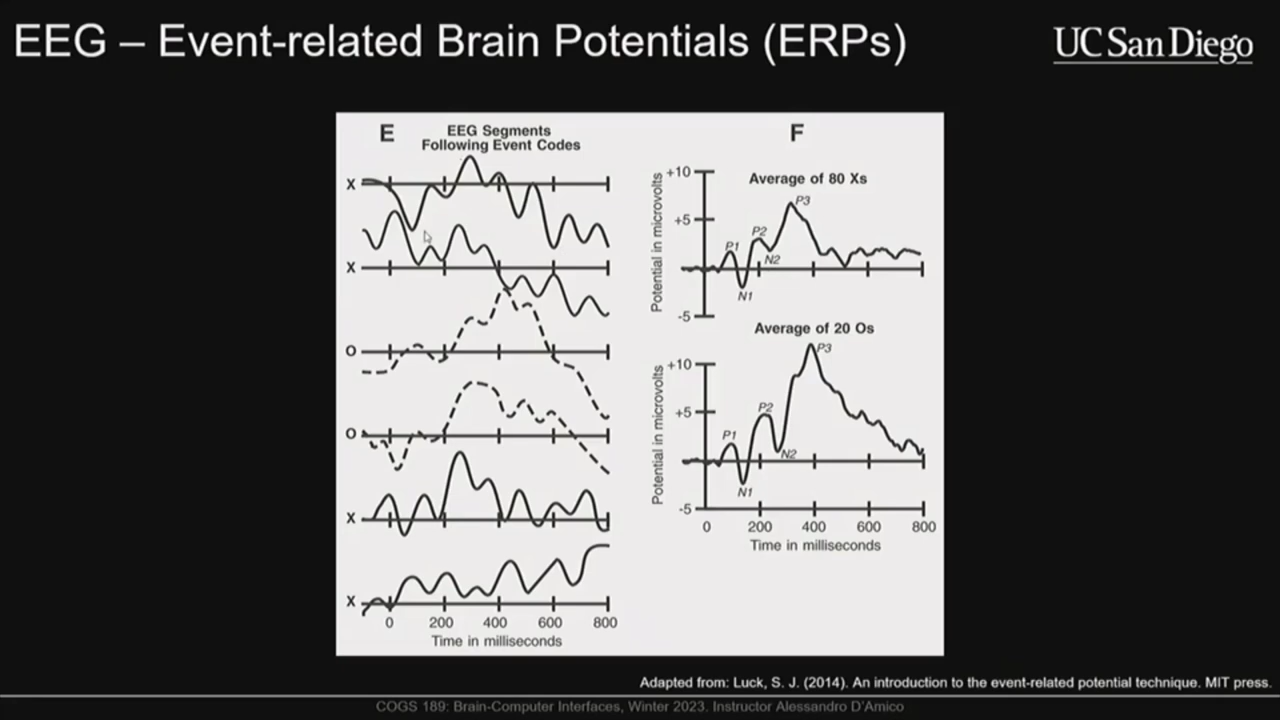 EEG – Event-related Brain Potentials (ERPs)
UC San Diego
E
EEG Segments
Following Event Codes
X
X
O
O
X
X
0 200 400 600 800
Time in milliseconds
F
Average of 80 Xs
Potential in microvolts
+10
+5
-5
P1
N1
P2
N2
P3
Average of 20 Os
Potential in microvolts
+10
+5
-5
P1
N1
P2
N2
P3
0 200 400 600 800
Time in milliseconds
Adapted from: Luck, S. J. (2014). An introduction to the event-related potential technique. MIT press.
COGS 189: Brain-Computer Interfaces, Winter 2023. Instructor Alessandro D'Amico